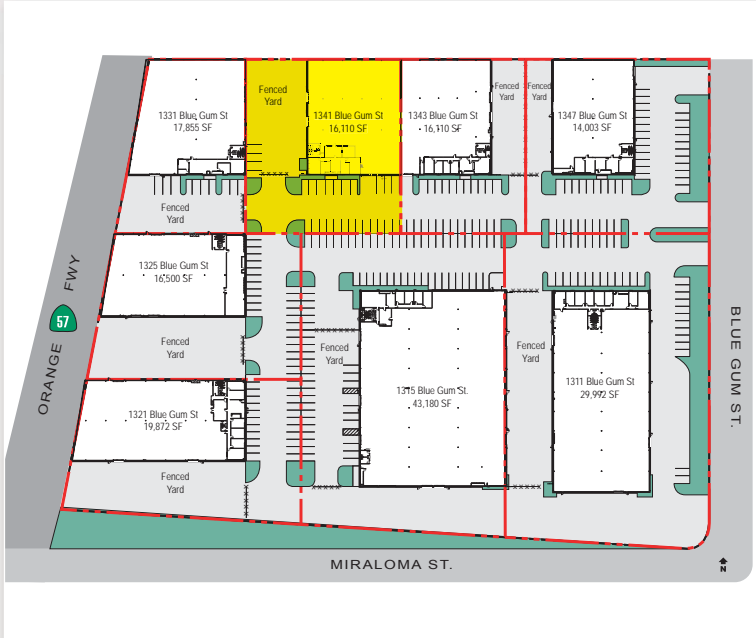 Fenced
Yard
Fenced
Yard
Fenced
Yard
1331 Blue Gum St
17,855 SF
1341 Blue Gum St
16,110 SF
1343 Blue Gum St
16,110 SF
1347 Blue Gum St
14,003 SF
Fenced
Yard
1325 Blue Gum St
16,500 SF
ORANGE 57 FWY
Fenced
Yard
Fenced
Yard
Fenced
Yard
1315 Blue Gum St.
43,180 SF
1311 Blue Gum St
29,992 SF
BLUE GUM ST.
1321 Blue Gum St
19,872 SF
Fenced
Yard
MIRALOMA ST.
N